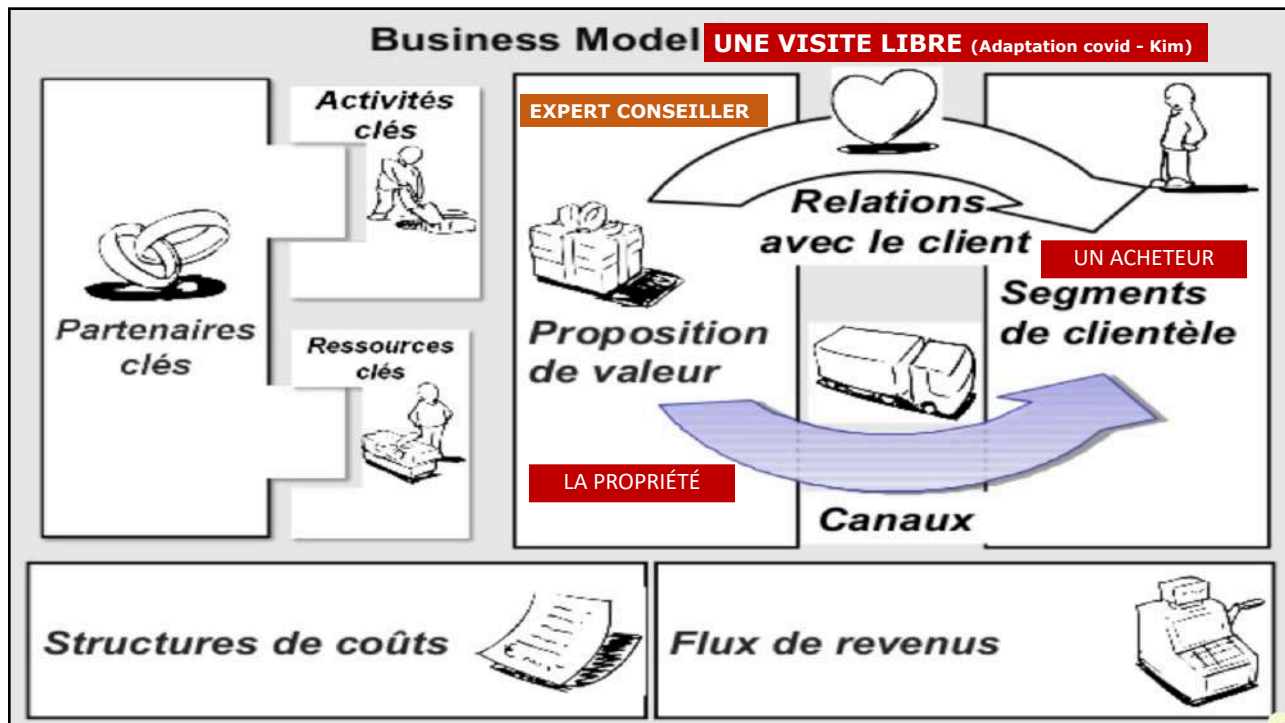 Business Model UNE VISITE LIBRE (Adaptation covid - Kim)
Activités
clés
EXPERT CONSEILLER
Relations
avec le client
UN ACHETEUR
Segments
de clientèle
Partenaires
clés
Ressources
clés
Proposition
de valeur
LA PROPRIÉTÉ
Canaux
Structures de coûts
Flux de revenus